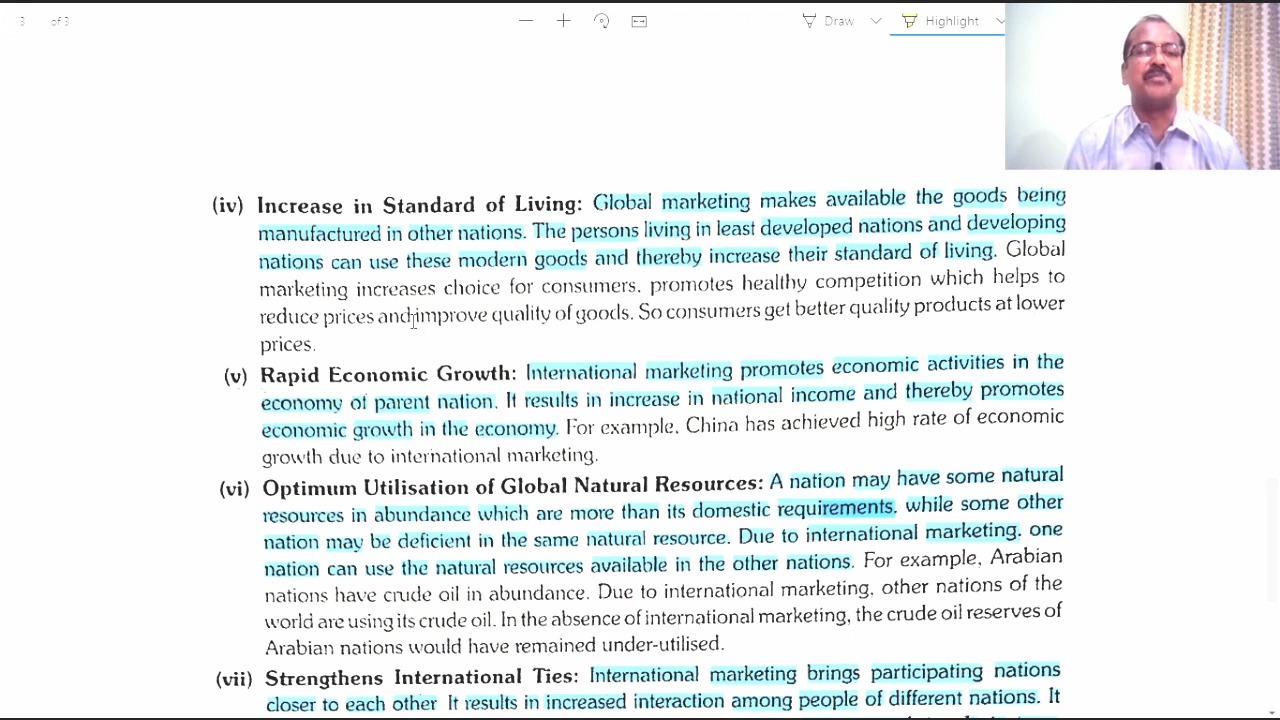 3 of 3
Draw
Highlight
(iv) Increase in Standard of Living: Global marketing makes available the goods being
manufactured in other nations. The persons living in least developed nations and developing
nations can use these modern goods and thereby increase their standard of living. Global
marketing increases choice for consumers, promotes healthy competition which helps to
reduce prices and improve quality of goods. So consumers get better quality products at lower
prices.
(v) Rapid Economic Growth: International marketing promotes economic activities in the
economy of parent nation. It results in increase in national income and thereby promotes
economic growth in the economy. For example, China has achieved high rate of economic
growth due to international marketing.
(vi) Optimum Utilisation of Global Natural Resources: A nation may have some natural
resources in abundance which are more than its domestic requirements, while some other
nation may be deficient in the same natural resource. Due to international marketing, one
nation can use the natural resources available in the other nations. For example, Arabian
nations have crude oil in abundance. Due to international marketing, other nations of the
world are using its crude oil. In the absence of international marketing, the crude oil reserves of
Arabian nations would have remained under-utilised.
(vii) Strengthens International Ties: International marketing brings participating nations
closer to each other. It results in increased interaction among people of different nations. It